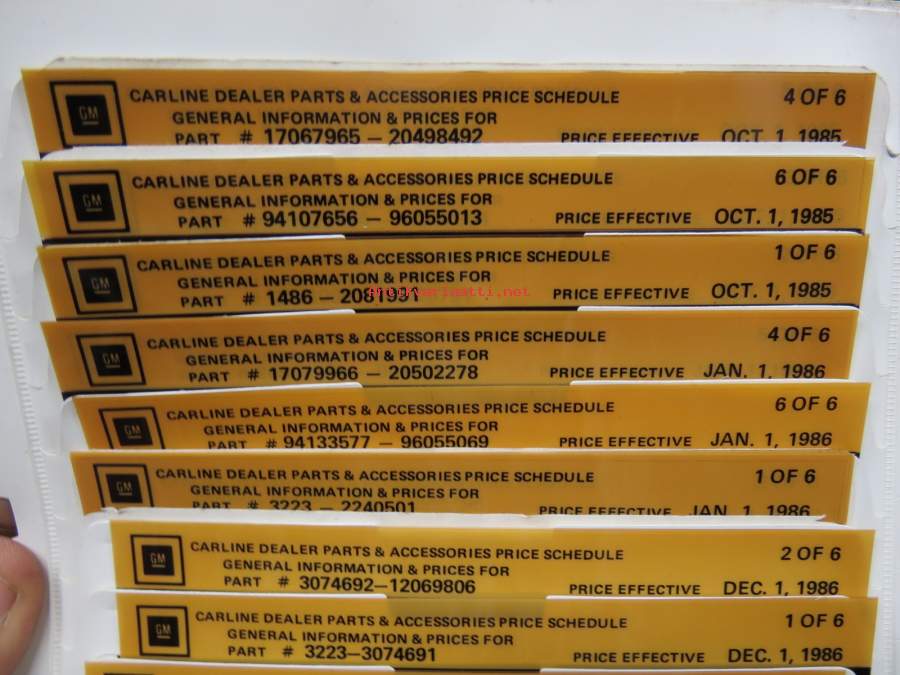 GM
CARLINE DEALER PARTS & ACCESSORIES PRICE SCHEDULE 4 OF 6
GENERAL INFORMATION & PRICES FOR
PART # 17067965 — 20498492 PRICE EFFECTIVE OCT. 1, 1985
GM
CARLINE DEALER PARTS & ACCESSORIES PRICE SCHEDULE 6 OF 6
GENERAL INFORMATION & PRICES FOR
PART # 94107656 — 96055013 PRICE EFFECTIVE OCT. 1, 1985
GM
CARLINE DEALER PARTS & ACCESSORIES PRICE SCHEDULE 1 OF 6
GENERAL INFORMATION & PRICES FOR
PART # 1486 — PRICE EFFECTIVE OCT. 1, 1985
antikvariaatti.net
GM
CARLINE DEALER PARTS & ACCESSORIES PRICE SCHEDULE 4 OF 6
GENERAL INFORMATION & PRICES FOR
PART # 17079966 — 20502278 PRICE EFFECTIVE JAN. 1, 1986
GM
CARLINE DEALER PARTS & ACCESSORIES PRICE SCHEDULE 6 OF 6
GENERAL INFORMATION & PRICES FOR
PART # 94133577 — 96055069 PRICE EFFECTIVE JAN. 1, 1986
GM
CARLINE DEALER PARTS & ACCESSORIES PRICE SCHEDULE 1 OF 6
GENERAL INFORMATION & PRICES FOR
PART # 3223 — 2240501 PRICE EFFECTIVE JAN. 1, 1986
GM
CARLINE DEALER PARTS & ACCESSORIES PRICE SCHEDULE 2 OF 6
GENERAL INFORMATION & PRICES FOR
PART # 3074692—12069806 PRICE EFFECTIVE DEC. 1, 1986
GM
CARLINE DEALER PARTS & ACCESSORIES PRICE SCHEDULE 1 OF 6
GENERAL INFORMATION & PRICES FOR
PART # 3223—3074691 PRICE EFFECTIVE DEC. 1, 1986